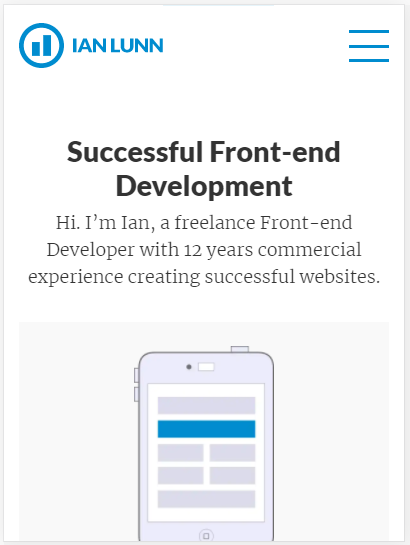 IAN LUNN
Successful Front-end
Development
Hi. I’m Ian, a freelance Front-end
Developer with 12 years commercial
experience creating successful websites.